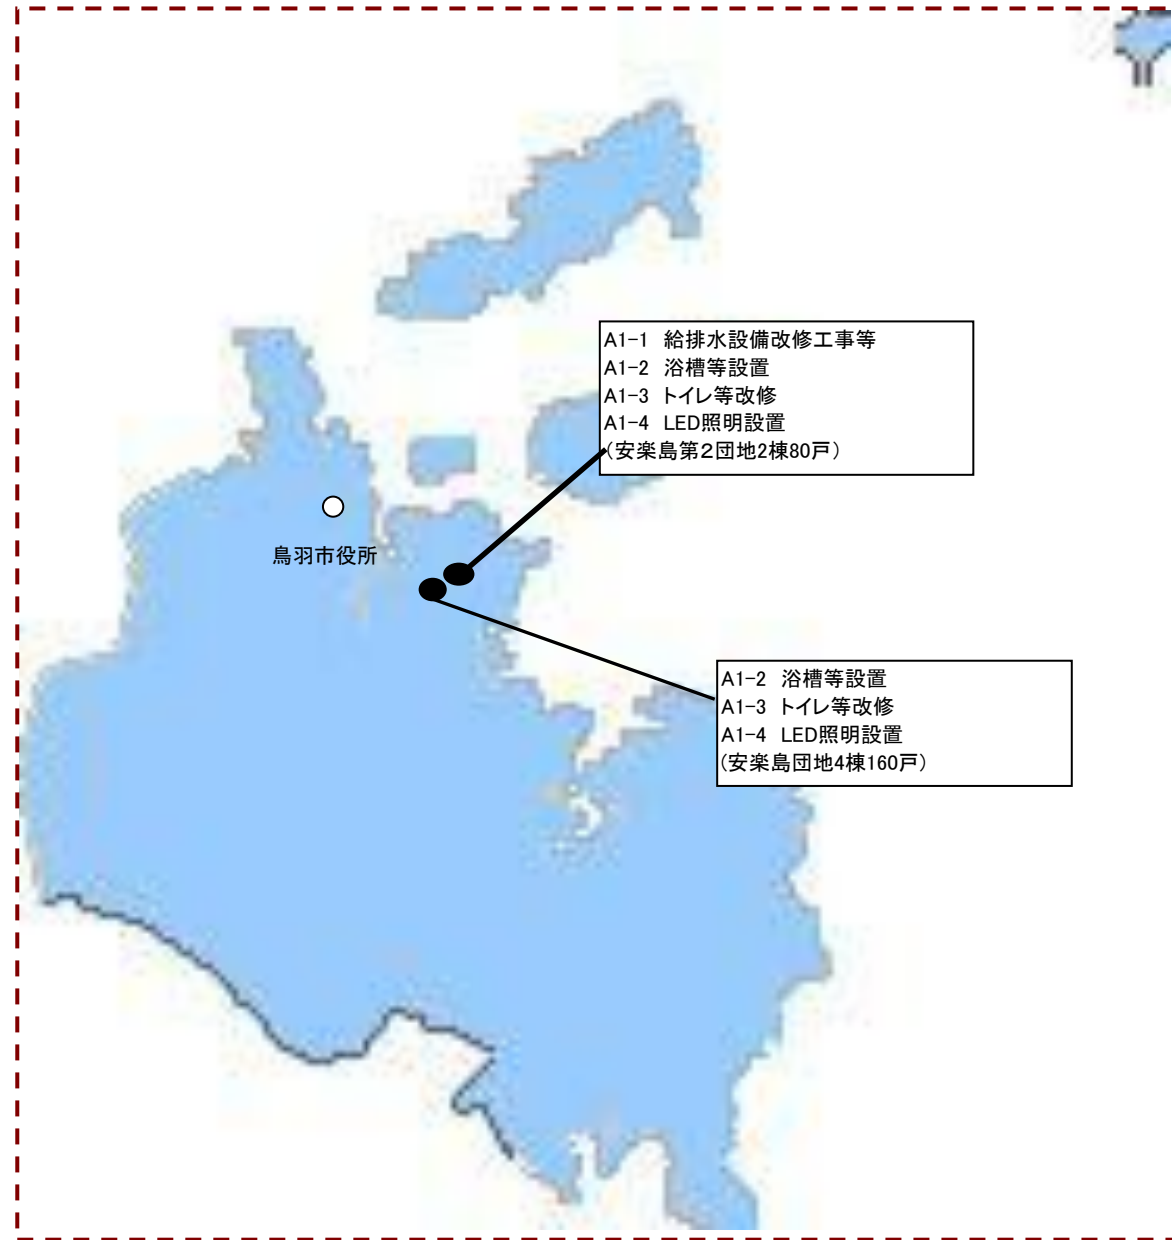 A1-1 給排水設備改修工事等
A1-2 浴槽等設置
A1-3 トイレ等改修
A1-4 LED照明設置
(安楽島第２団地2棟80戸)
鳥羽市役所
A1-2 浴槽等設置
A1-3 トイレ等改修
A1-4 LED照明設置
(安楽島団地4棟160戸)